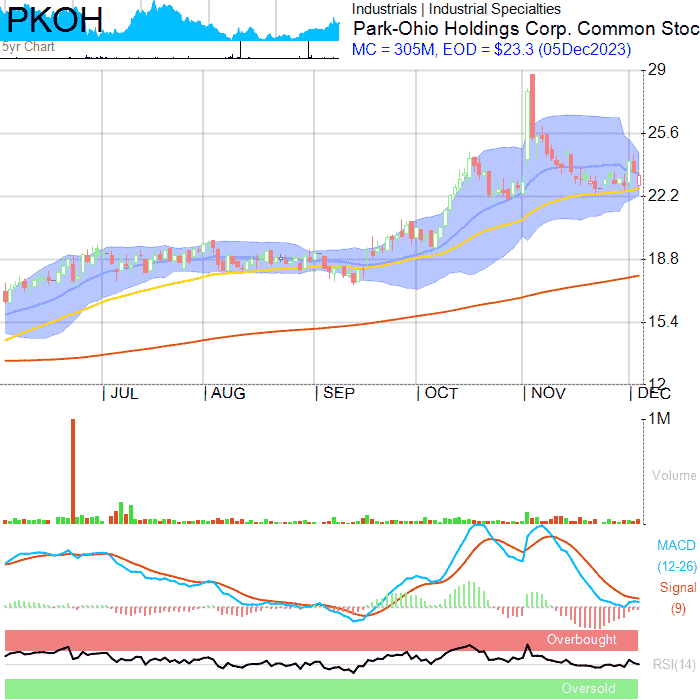 PKOH
5yr Chart
Industrials | Industrial Specialties
Park-Ohio Holdings Corp. Common Stoc
MC = 305M, EOD = $23.3 (05Dec2023)
29
25.6
22.2
18.8
15.4
12
JUL AUG SEP OCT NOV DEC
1M
Volume
MACD
(12-26)
Signal
(9)
Overbought
RSI(14)
Oversold